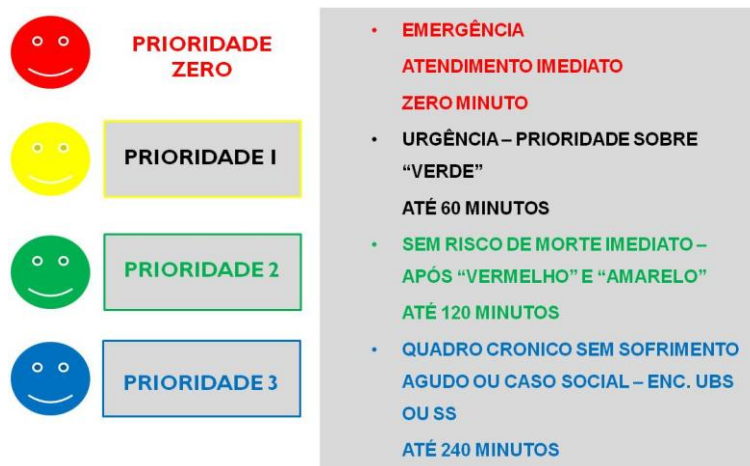 PRIORIDADE
ZERO
• EMERGÊNCIA
ATENDIMENTO IMEDIATO
ZERO MINUTO
PRIORIDADE I
• URGÊNCIA – PRIORIDADE SOBRE
“VERDE”
ATÉ 60 MINUTOS
PRIORIDADE 2
• SEM RISCO DE MORTE IMEDIATO –
APÓS “VERMELHO” E “AMARELO”
ATÉ 120 MINUTOS
PRIORIDADE 3
• QUADRO CRONICO SEM SOFRIMENTO
AGUDO OU CASO SOCIAL – ENC. UBS
OU SS
ATÉ 240 MINUTOS